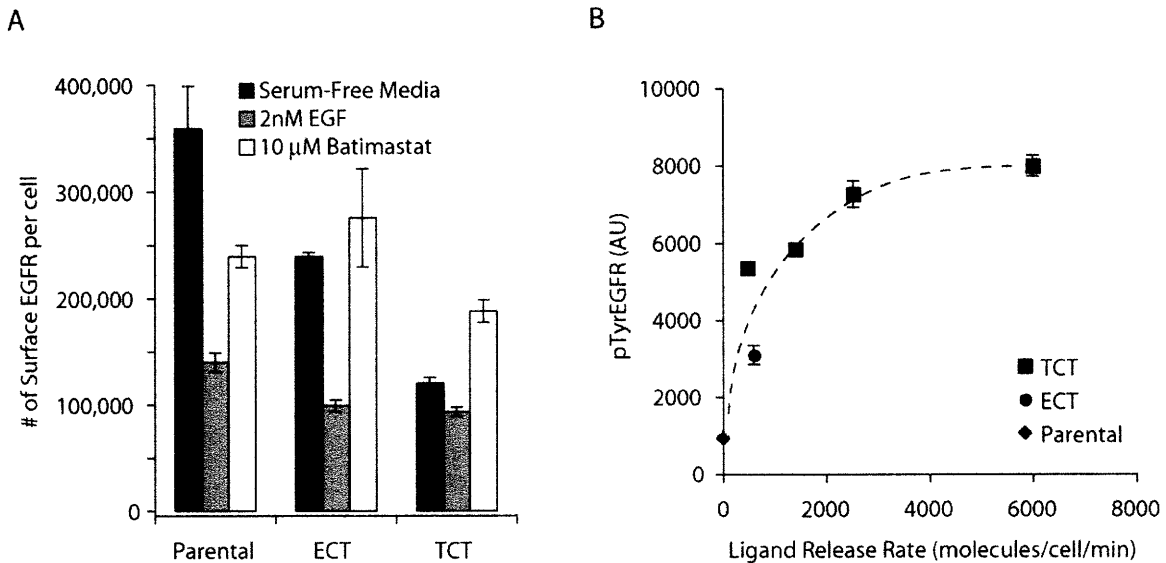 A
# of Surface EGFR per cell
400,000
300,000
200,000
100,000
0
Serum-Free Media
2nM EGF
10 μM Batimastat
Parental
ECT
TCT
B
pTyrEGFR (AU)
10000
8000
6000
4000
2000
0
TCT
ECT
Parental
0
2000
4000
6000
8000
Ligand Release Rate (molecules/cell/min)